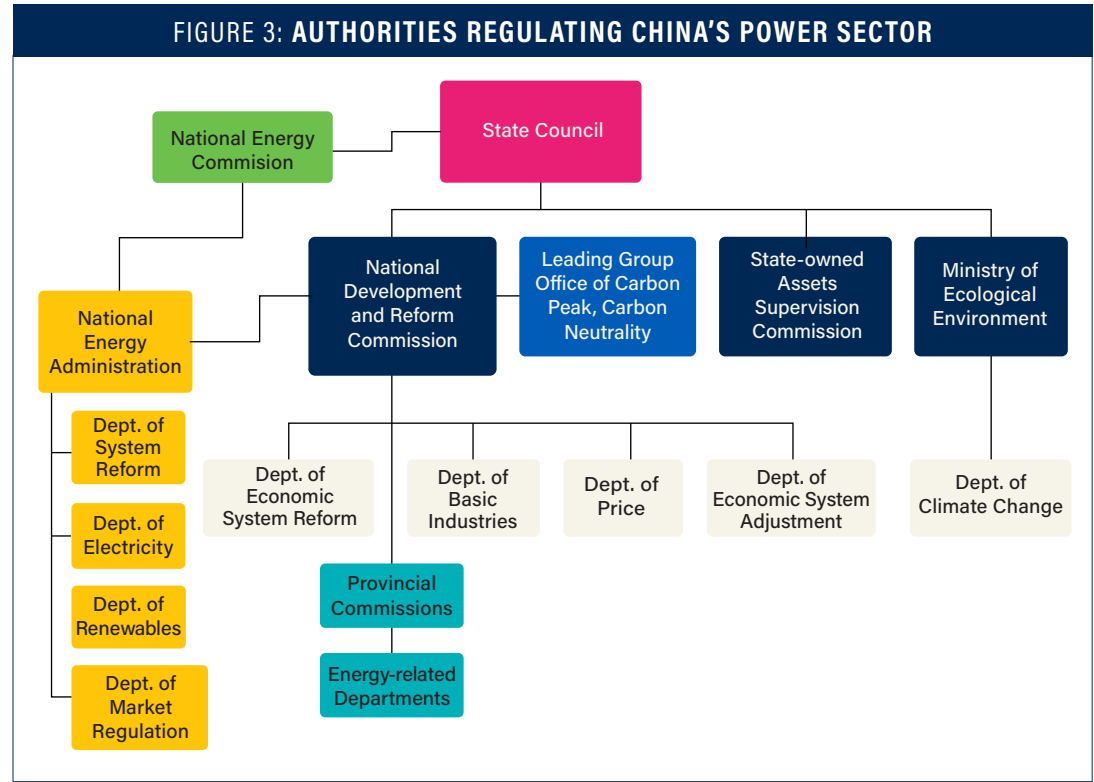 FIGURE 3: AUTHORITIES REGULATING CHINA'S POWER SECTOR
State Council
National Energy
Commision
National
Development
and Reform
Commission
Leading Group
Office of Carbon
Peak, Carbon
Neutrality
State-owned
Assets
Supervision
Commission
Ministry of
Ecological
Environment
National
Energy
Administration
Dept. of
System
Reform
Dept. of
Electricity
Dept. of
Renewables
Dept. of
Market
Regulation
Dept. of
Economic
System Reform
Dept. of
Basic
Industries
Dept. of
Price
Dept. of
Economic System
Adjustment
Dept. of
Climate Change
Provincial
Commissions
Energy-related
Departments